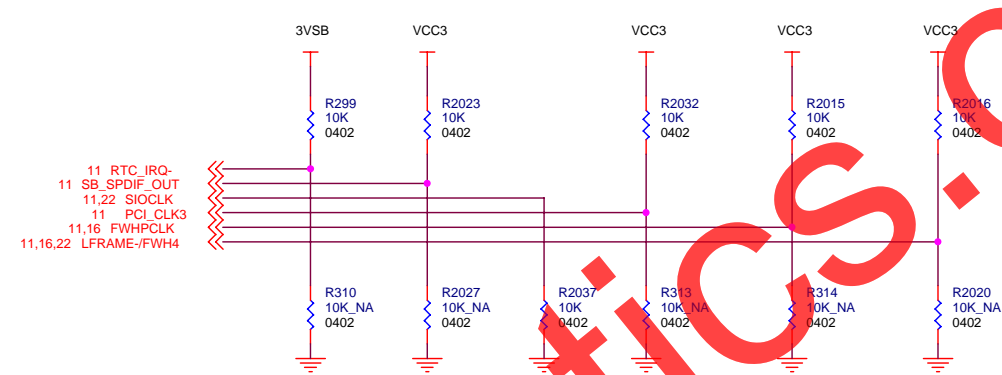 3VSB VCC3 VCC3 VCC3 VCC3
R299 R2023 R2032 R2015 R2016
10K 10K 10K 10K 10K
0402 0402 0402 0402 0402
11 RTC_IRQ-
11 SB_SPDIF_OUT
11,22 SIOCLK
11 PCI_CLK3
11,16 FWHPCLK
11,16,22 LFRAME-/FWH4
R310 R2027 R2037 R313 R314 R2020
10K_NA 10K_NA 10K 10K_NA 10K_NA 10K_NA
0402 0402 0402 0402 0402 0402
tics.